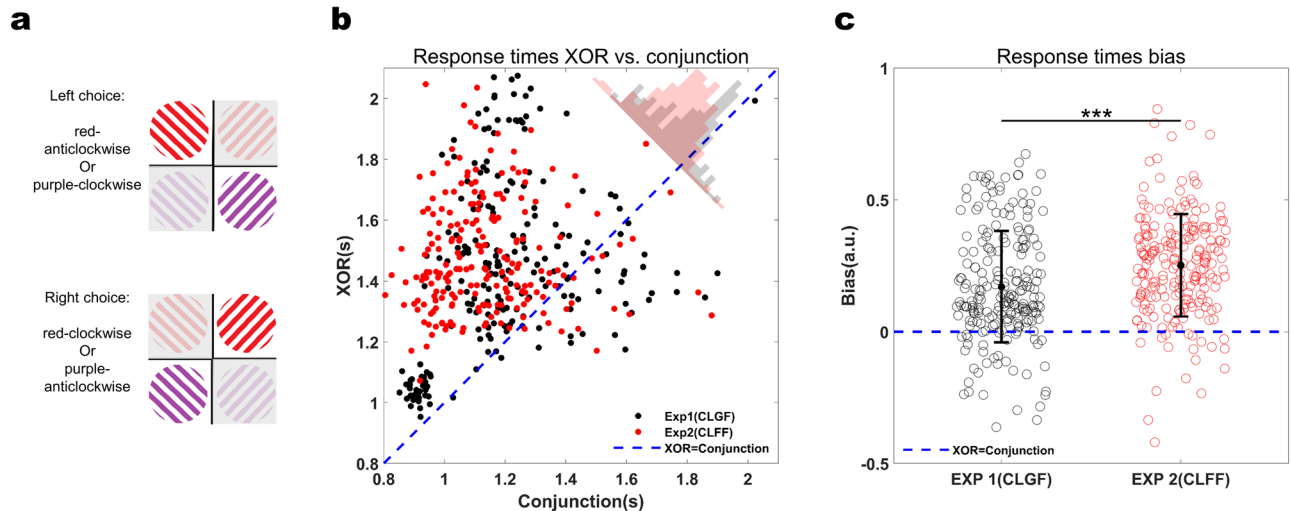 a
Left choice:
red-
anticlockwise
Or
purple-clockwise
Right choice:
red-clockwise
Or
purple-
anticlockwise
b
Response times XOR vs. conjunction
XOR(s)
2
1.8
1.6
1.4
1.2
1
0.8
0.8
1
1.2
1.4
1.6
1.8
2
Conjunction(s)
Exp1(CLGF)
Exp2(CLFF)
XOR=Conjunction
c
Response times bias
Bias(a.u.)
1
0.5
0
-0.5
***
XOR=Conjunction
EXP 1(CLGF)
EXP 2(CLFF)